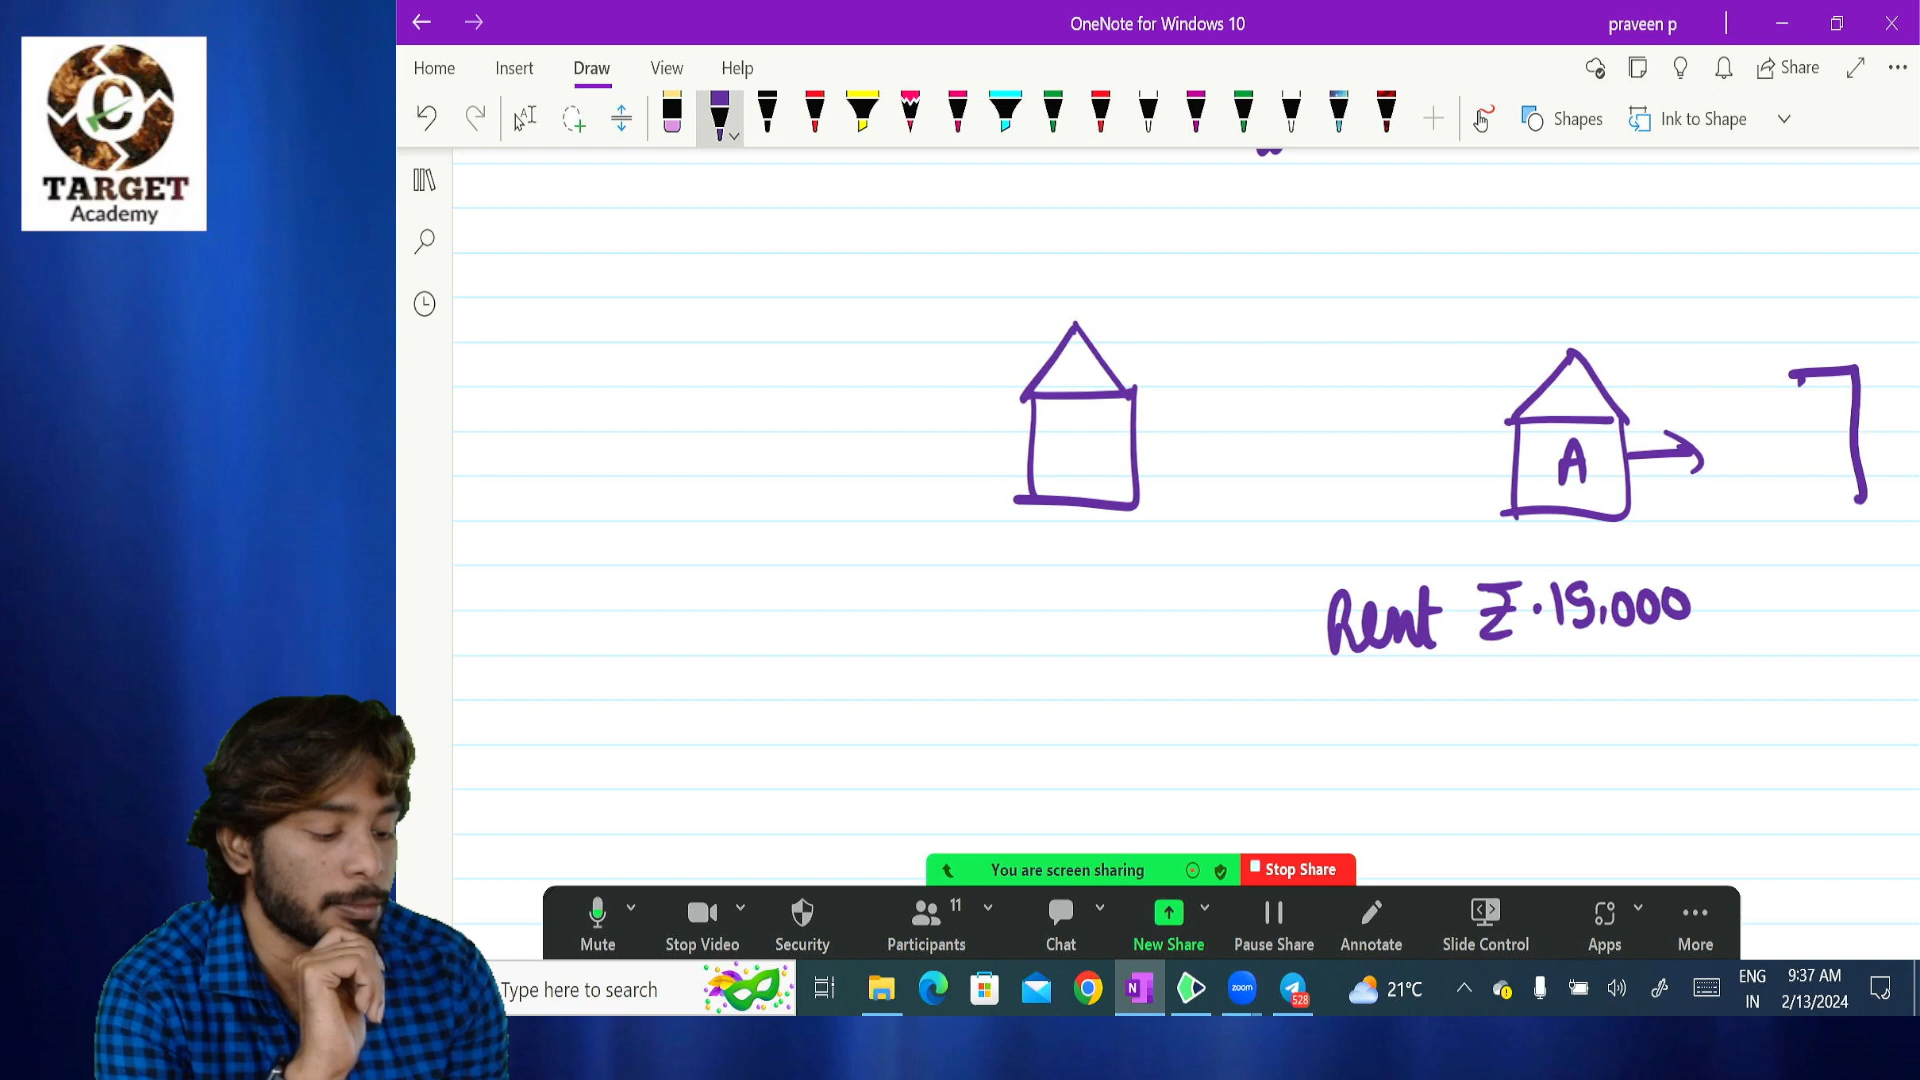 OneNote for Windows 10
praveen p
Home Insert Draw View Help
Share
Shapes
Ink to Shape
C
TARGET
Academy
A
Rent ₹.15,000
You are screen sharing
Stop Share
Mute
Stop Video
Security
Participants 11
Chat
New Share
Pause Share
Annotate
Slide Control
Apps
More
Type here to search
N
zoom
528
21°C
ENG
IN
9:37 AM
2/13/2024